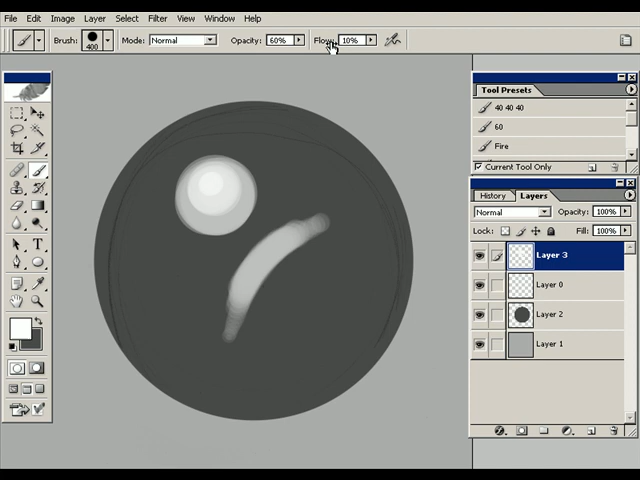 File Edit Image Layer Select Filter View Window Help
Brush: 400 Mode: Normal Opacity: 60% Flow: 10%
Tool Presets
40 40 40
60
Fire
Current Tool Only
History Layers
Normal Opacity: 100%
Lock: Fill: 100%
Layer 3
Layer 0
Layer 2
Layer 1
T